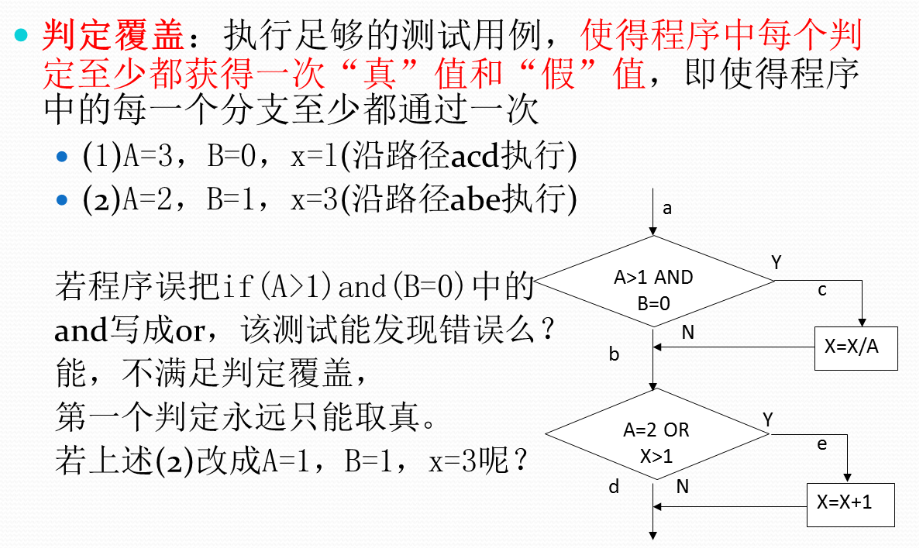 判定覆盖：执行足够的测试用例，使得程序中每个判
定至少都获得一次“真”值和“假”值，即使得程序
中的每一个分支至少都通过一次
(1)A=3，B=0，x=1(沿路径acd执行)
(2)A=2，B=1，x=3(沿路径abe执行)
若程序误把if(A>1)and(B=0)中的
and写成or，该测试能发现错误么？
能，不满足判定覆盖，
第一个判定永远只能取真。
若上述(2)改成A=1，B=1，x=3呢？
a
A>1 AND
B=0
Y
c
N
b
X=X/A
A=2 OR
X>1
Y
e
d
N
X=X+1